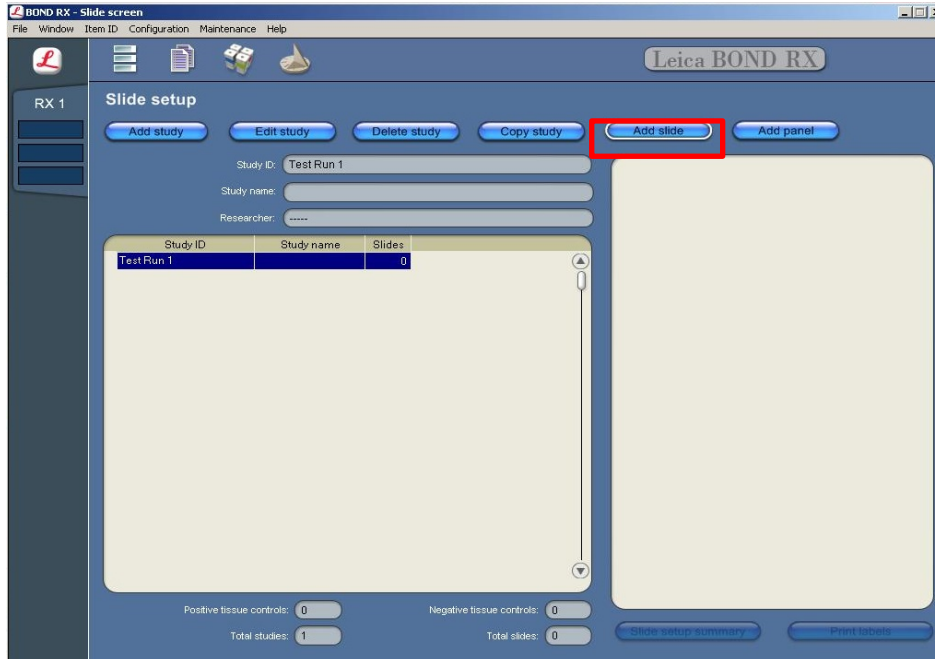 BOND RX - Slide screen
File Window Item ID Configuration Maintenance Help
Leica BOND RX
RX 1
Slide setup
Add study Edit study Delete study Copy study Add slide Add panel
Study ID: Test Run 1
Study name:
Researcher: -----
Study ID Study name Slides
Test Run 1 0
Positive tissue controls: 0 Negative tissue controls: 0
Total studies: 1 Total slides: 0
Slide setup summary Print labels